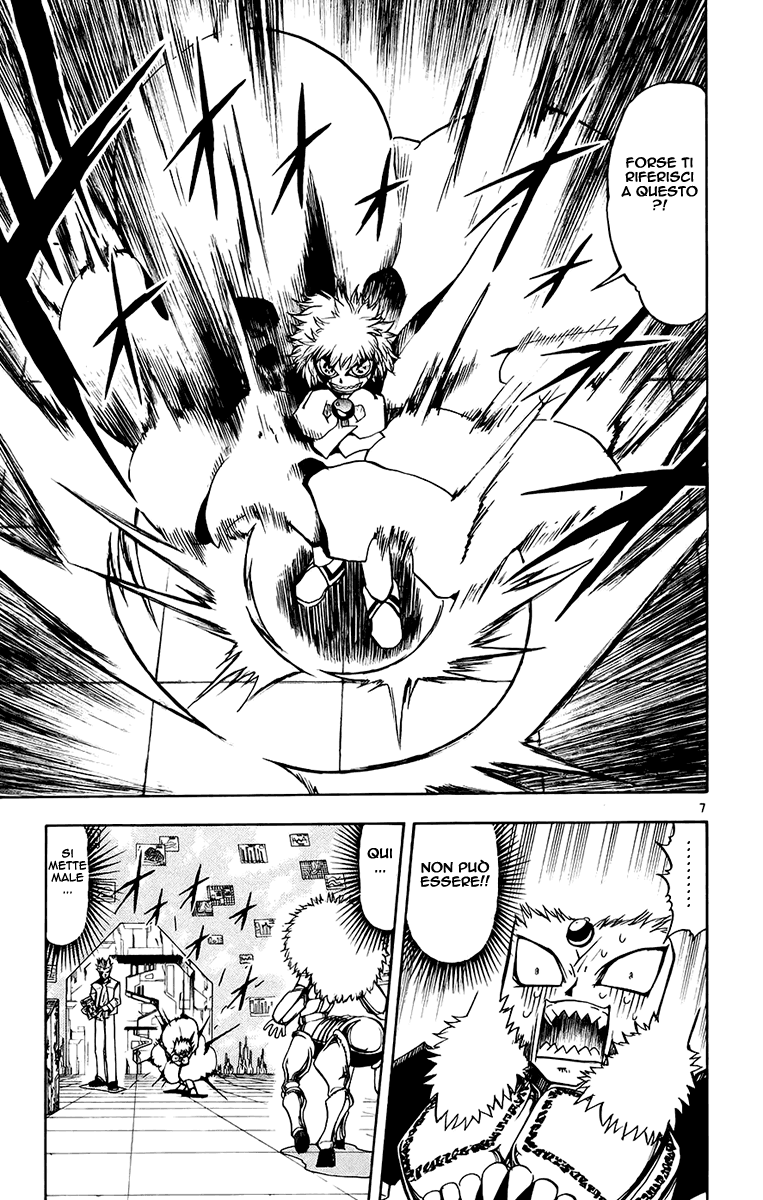 FORSE TI
RIFERISCI
A QUESTO
?!
7
.......
NON PUÒ
ESSERE!!
QUI
...
SI
METTE
MALE
...